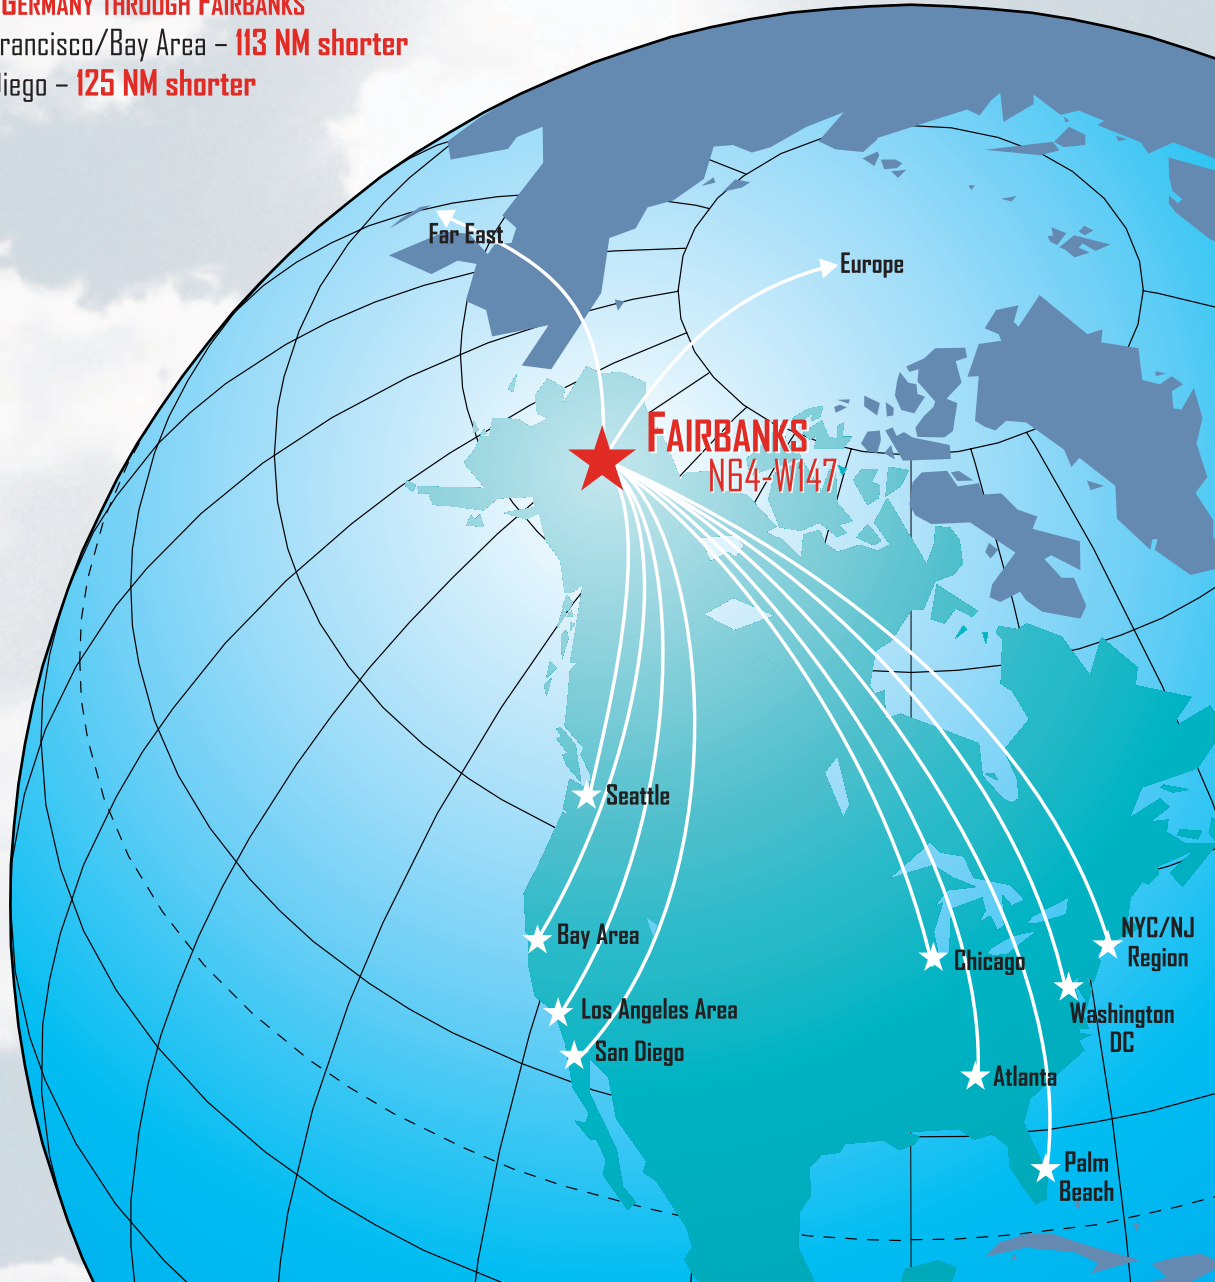 GERMANY THROUGH FAIRBANKS
rancisco/Bay Area – 113 NM shorter
iego – 125 NM shorter
Far East
Europe
FAIRBANKS
N64-W147
Seattle
Bay Area
Los Angeles Area
San Diego
Chicago
NYC/NJ
Region
Washington
DC
Atlanta
Palm
Beach